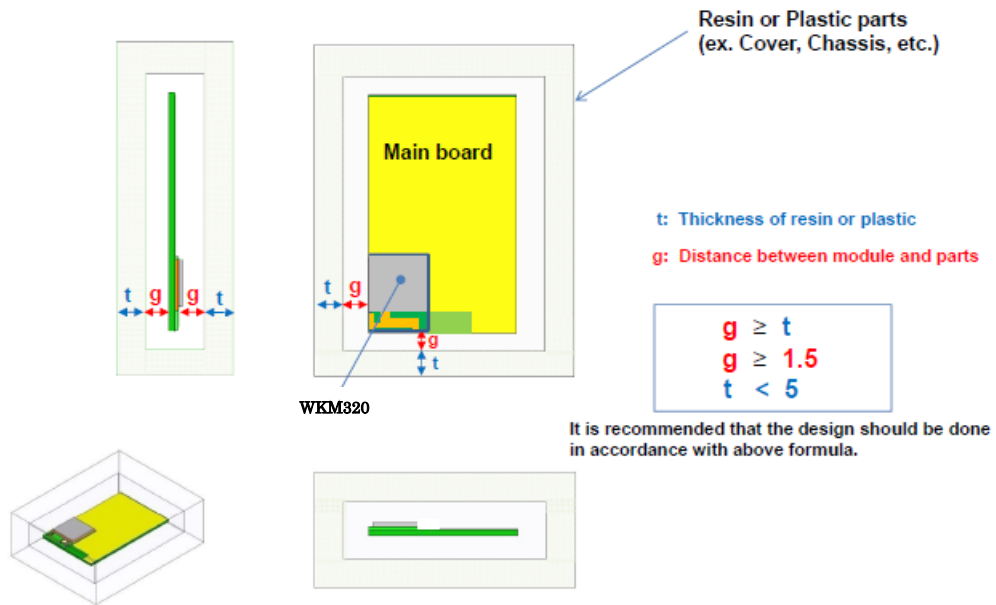 Resin or Plastic parts
(ex. Cover, Chassis, etc.)
Main board
t: Thickness of resin or plastic
g: Distance between module and parts
t g g t
t g
g
t
g ≥ t
g ≥ 1.5
t < 5
WKM320
It is recommended that the design should be done
in accordance with above formula.